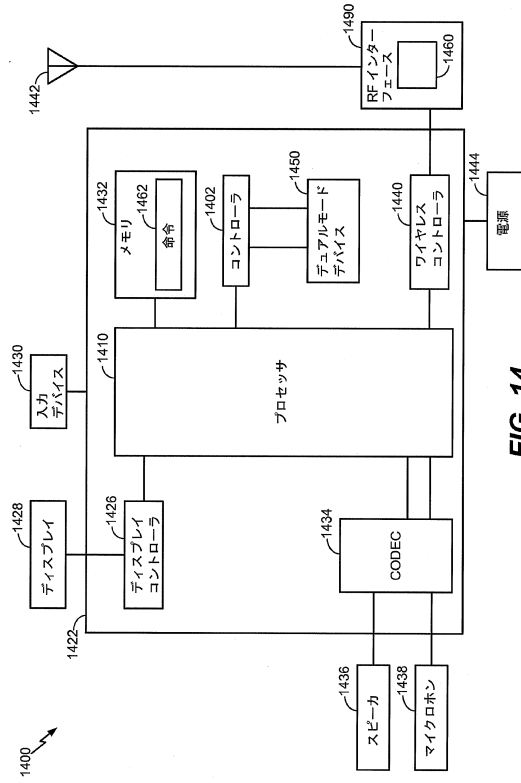 1400
1422
1428
ディスプレイ
1430
入力
デバイス
1442
1426
ディスプレイ
コントローラ
1410
プロセッサ
メモリ
1432
命令
1462
コントローラ
1402
デュアルモード
デバイス
1450
RF インター
フェース
1490
1460
1436
スピーカ
1438
マイクロホン
1434
CODEC
ワイヤレス
コントローラ
1440
1444
電源
FIG. 14